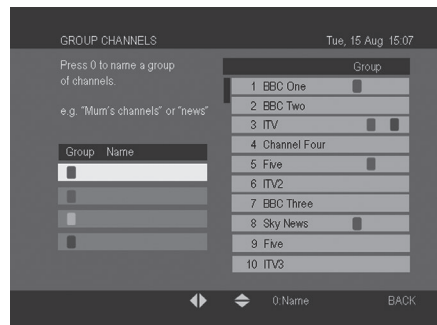 GROUP CHANNELS
Tue, 15 Aug 15:07
Press 0 to name a group
of channels.
e.g. "Mum's channels" or "news"
Group Name
Group
1 BBC One
2 BBC Two
3 ITV
4 Channel Four
5 Five
6 ITV2
7 BBC Three
8 Sky News
9 Five
10 ITV3
0:Name
BACK